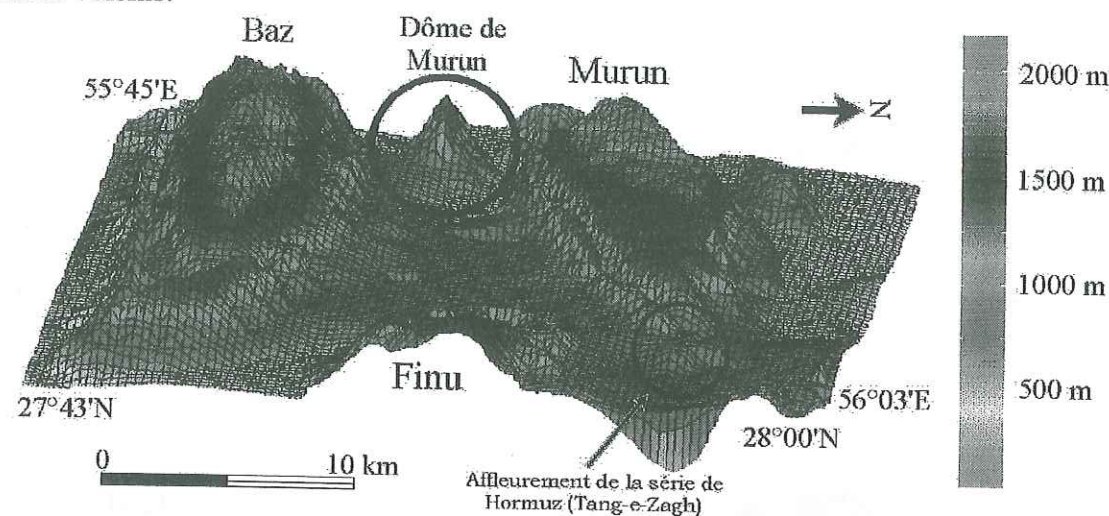 Baz
Dôme de
Murun
Murun
55°45'E
N
2000 m
1500 m
1000 m
500 m
Finu
27°43'N
56°03'E
28°00'N
0
10 km
Affleurement de la série de
Hormuz (Tang-e-Zagh)